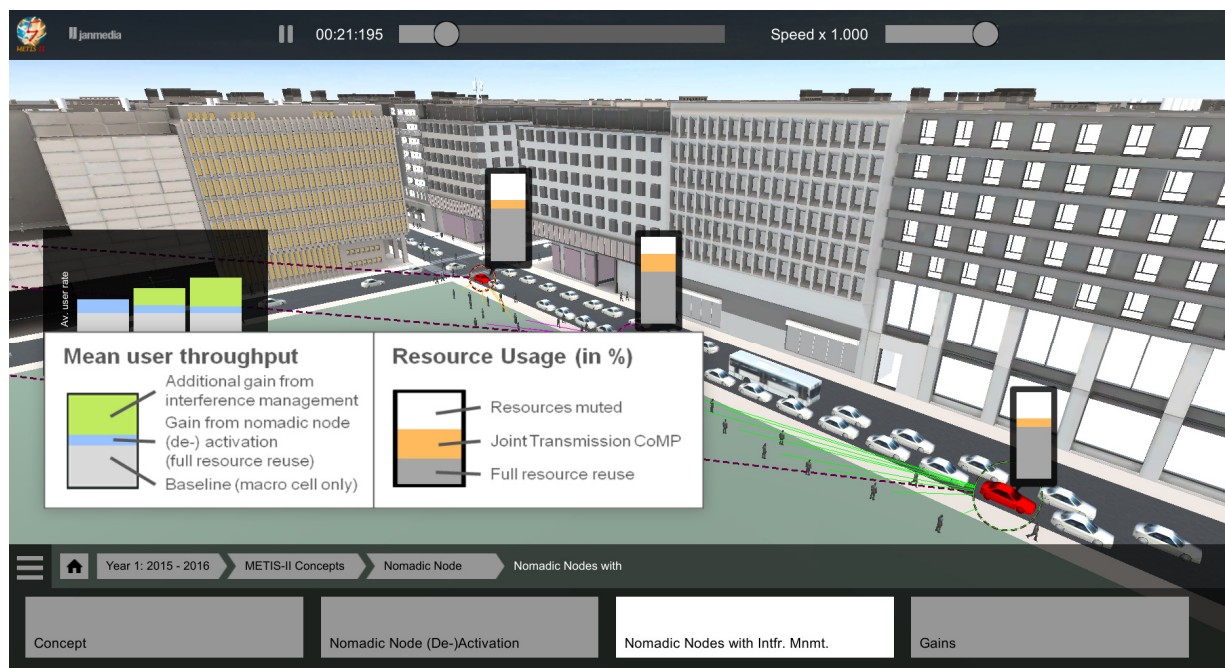 METIS II
janmedia
00:21:195
Speed x 1.000
Av. user rate
Mean user throughput
Additional gain from
interference management
Gain from nomadic node
(de-) activation
(full resource reuse)
Baseline (macro cell only)
Resource Usage (in %)
Resources muted
Joint Transmission CoMP
Full resource reuse
Year 1: 2015 - 2016
METIS-II Concepts
Nomadic Node
Nomadic Nodes with
Concept
Nomadic Node (De-)Activation
Nomadic Nodes with Intfr. Mnmt.
Gains